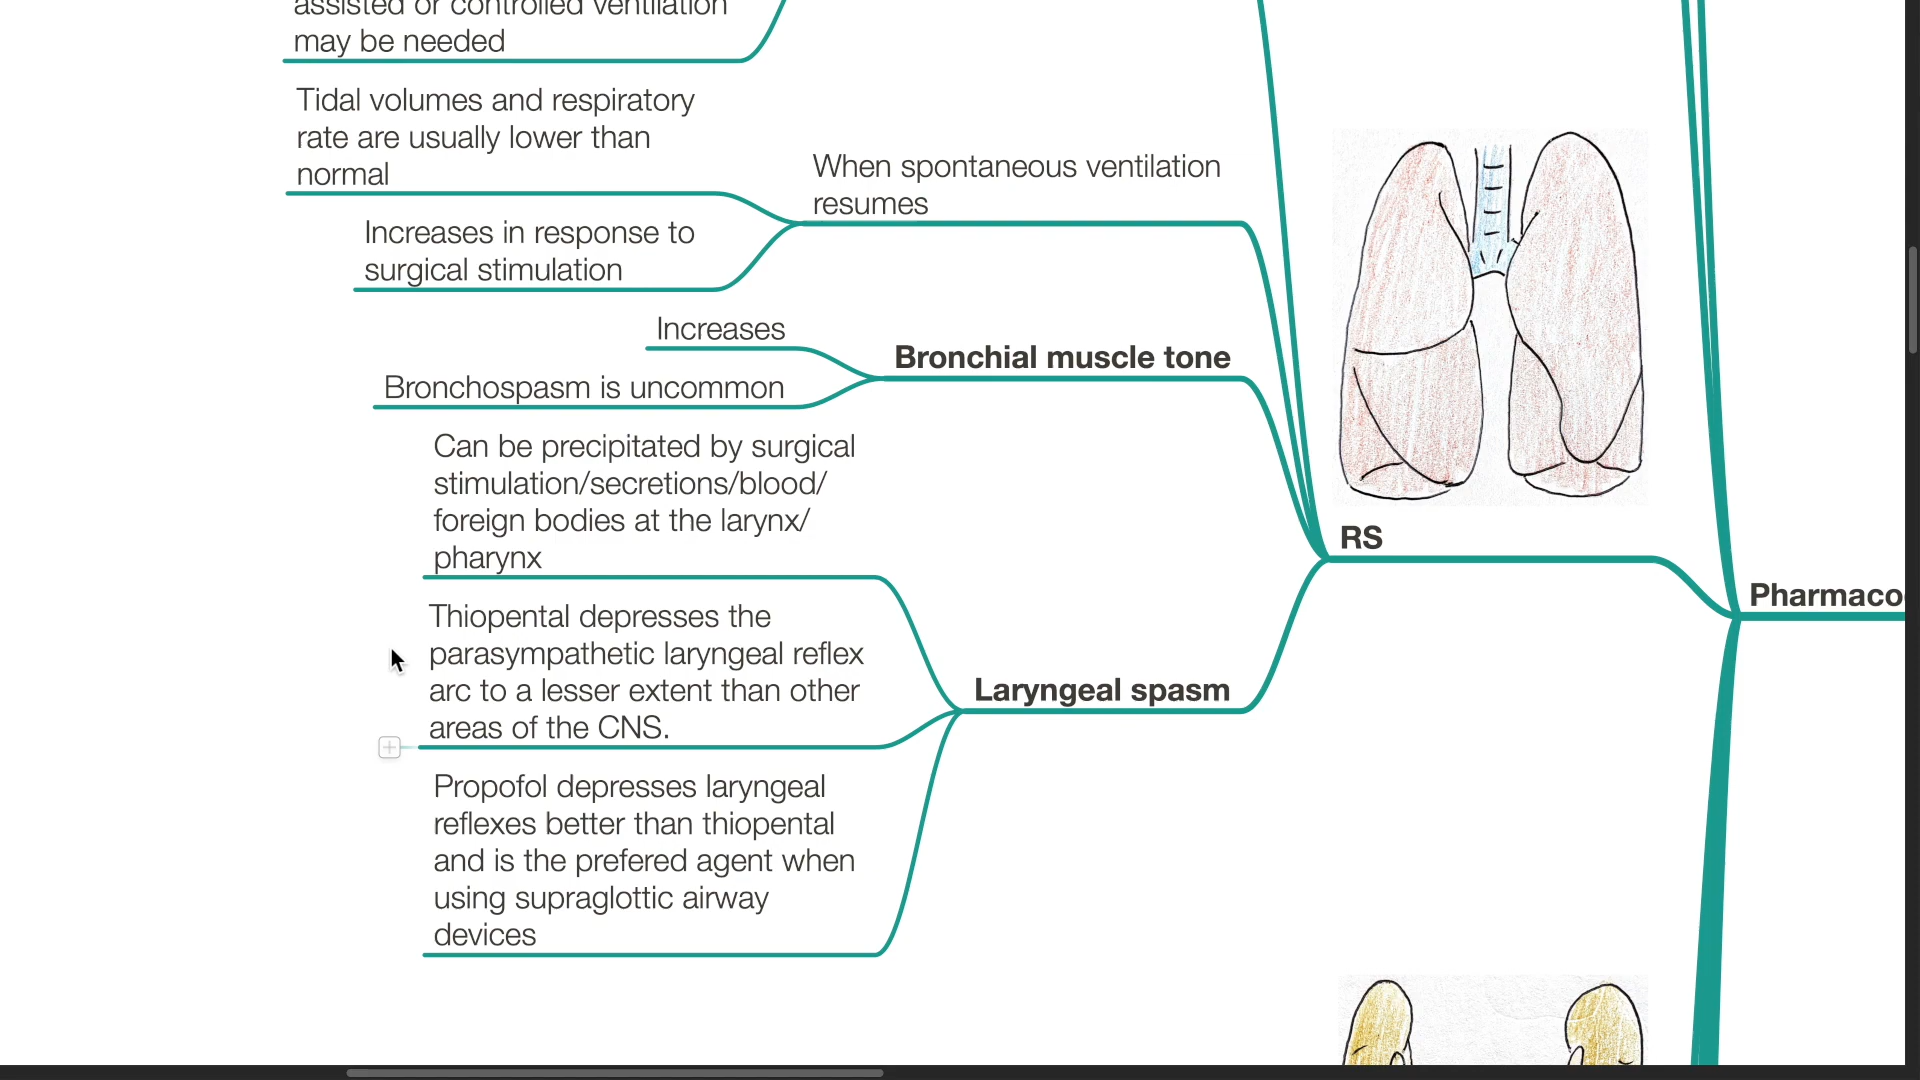 assisted or controlled ventilation
may be needed
Tidal volumes and respiratory
rate are usually lower than
normal
When spontaneous ventilation
resumes
Increases in response to
surgical stimulation
Increases
Bronchial muscle tone
Bronchospasm is uncommon
Can be precipitated by surgical
stimulation/secretions/blood/
foreign bodies at the larynx/
pharynx
RS
Thiopental depresses the
parasympathetic laryngeal reflex
arc to a lesser extent than other
areas of the CNS.
Laryngeal spasm
Propofol depresses laryngeal
reflexes better than thiopental
and is the prefered agent when
using supraglottic airway
devices